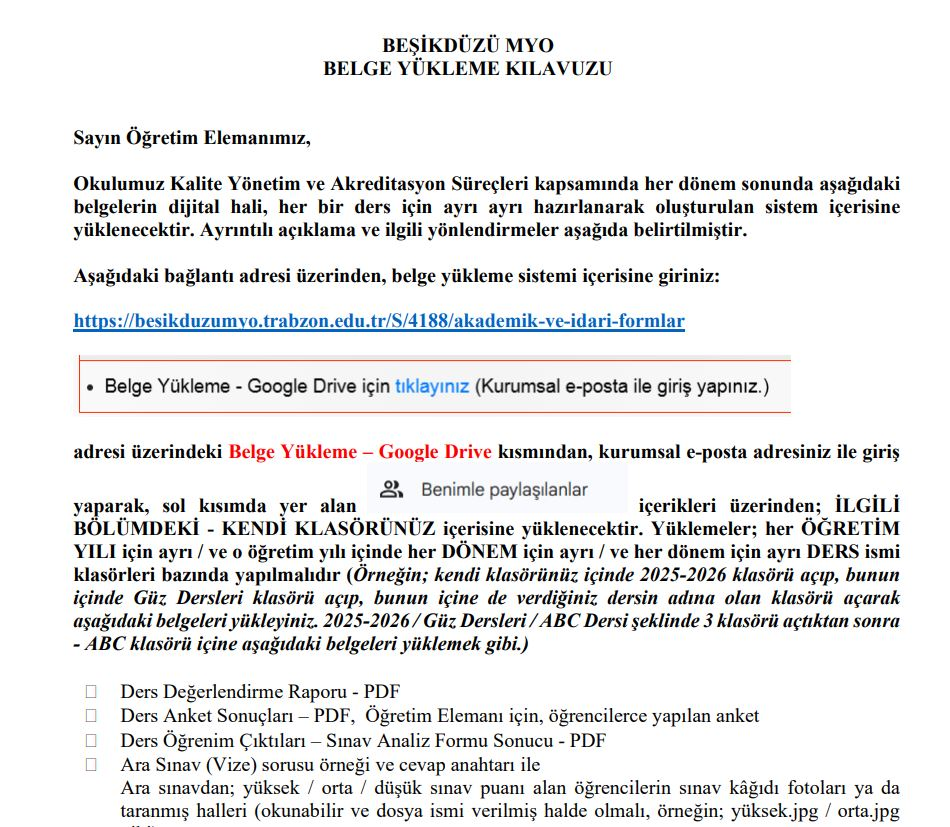 BEŞİKDÜZÜ MYO
BELGE YÜKLEME KILAVUZU
Sayın Öğretim Elemanımız,
Okulumuz Kalite Yönetim ve Akreditasyon Süreçleri kapsamında her dönem sonunda aşağıdaki
belgelerin dijital hali, her bir ders için ayrı ayrı hazırlanarak oluşturulan sistem içerisine
yüklenecektir. Ayrıntılı açıklama ve ilgili yönlendirmeler aşağıda belirtilmiştir.
Aşağıdaki bağlantı adresi üzerinden, belge yükleme sistemi içerisine giriniz:
https://besikduzumyo.trabzon.edu.tr/S/4188/akademik-ve-idari-formlar
• Belge Yükleme - Google Drive için tıklayınız (Kurumsal e-posta ile giriş yapınız.)
adresi üzerindeki Belge Yükleme – Google Drive kısmından, kurumsal e-posta adresiniz ile giriş
yaparak, sol kısımda yer alan Benimle paylaşılanlar içerikleri üzerinden; İLGİLİ
BÖLÜMDEKİ - KENDİ KLASÖRÜNÜZ içerisine yüklenecektir. Yüklemeler; her ÖĞRETİM
YILI için ayrı / ve o öğretim yılı içinde her DÖNEM için ayrı / ve her dönem için ayrı DERS ismi
klasörleri bazında yapılmalıdır (Örneğin; kendi klasörünüz içinde 2025-2026 klasörü açıp, bunun
içinde Güz Dersleri klasörü açıp, bunun içine de verdiğiniz dersin adına olan klasörü açarak
aşağıdaki belgeleri yükleyiniz. 2025-2026 / Güz Dersleri / ABC Dersi şeklinde 3 klasörü açtıktan sonra
- ABC klasörü içine aşağıdaki belgeleri yüklemek gibi.)
☐ Ders Değerlendirme Raporu - PDF
☐ Ders Anket Sonuçları – PDF, Öğretim Elemanı için, öğrencilerce yapılan anket
☐ Ders Öğrenim Çıktıları – Sınav Analiz Formu Sonucu - PDF
☐ Ara Sınav (Vize) sorusu örneği ve cevap anahtarı ile
Ara sınavdan; yüksek / orta / düşük sınav puanı alan öğrencilerin sınav kâğıdı fotoları ya da
taranmış halleri (okunabilir ve dosya ismi verilmiş halde olmalı, örneğin; yüksek.jpg / orta.jpg